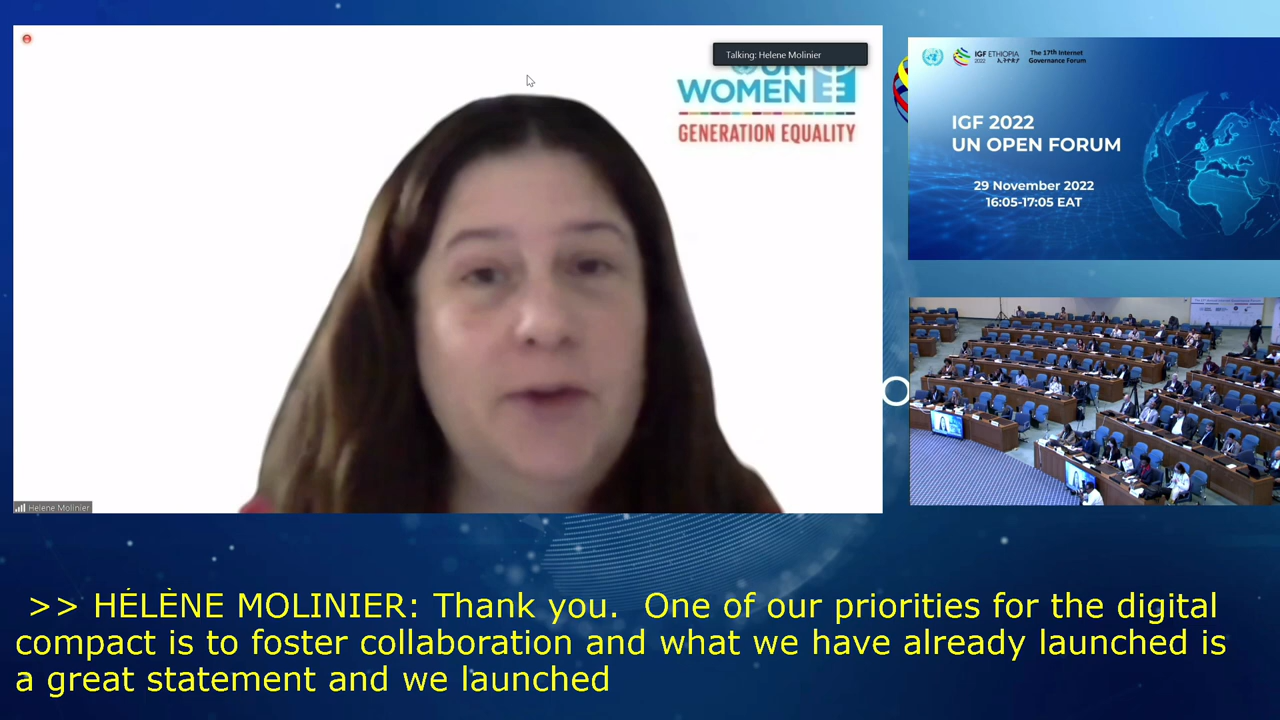 Talking: Helene Molinier
UN
WOMEN
GENERATION EQUALITY
Helene Molinier
IGF ETHIOPIA
2022 ኢትዮጵያ
The 17th Internet
Governance Forum
IGF 2022
UN OPEN FORUM
29 November 2022
16:05-17:05 EAT
O
>> HÉLÈNE MOLINIER: Thank you. One of our priorities for the digital
compact is to foster collaboration and what we have already launched is
a great statement and we launched